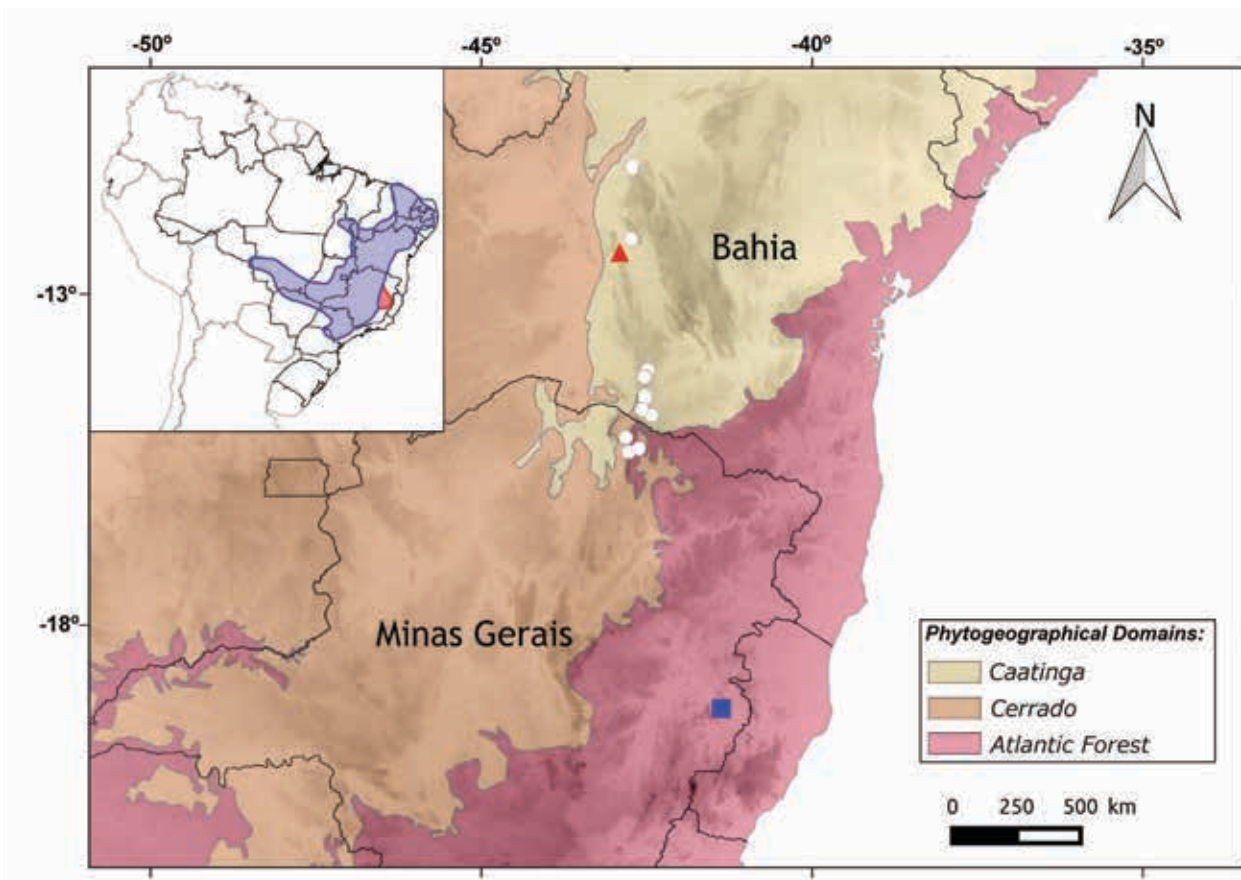 -50º
-45º
-40º
-35º
N
Bahia
-13º
-18º
Minas Gerais
Phytogeographical Domains:
Caatinga
Cerrado
Atlantic Forest
0 250 500 km